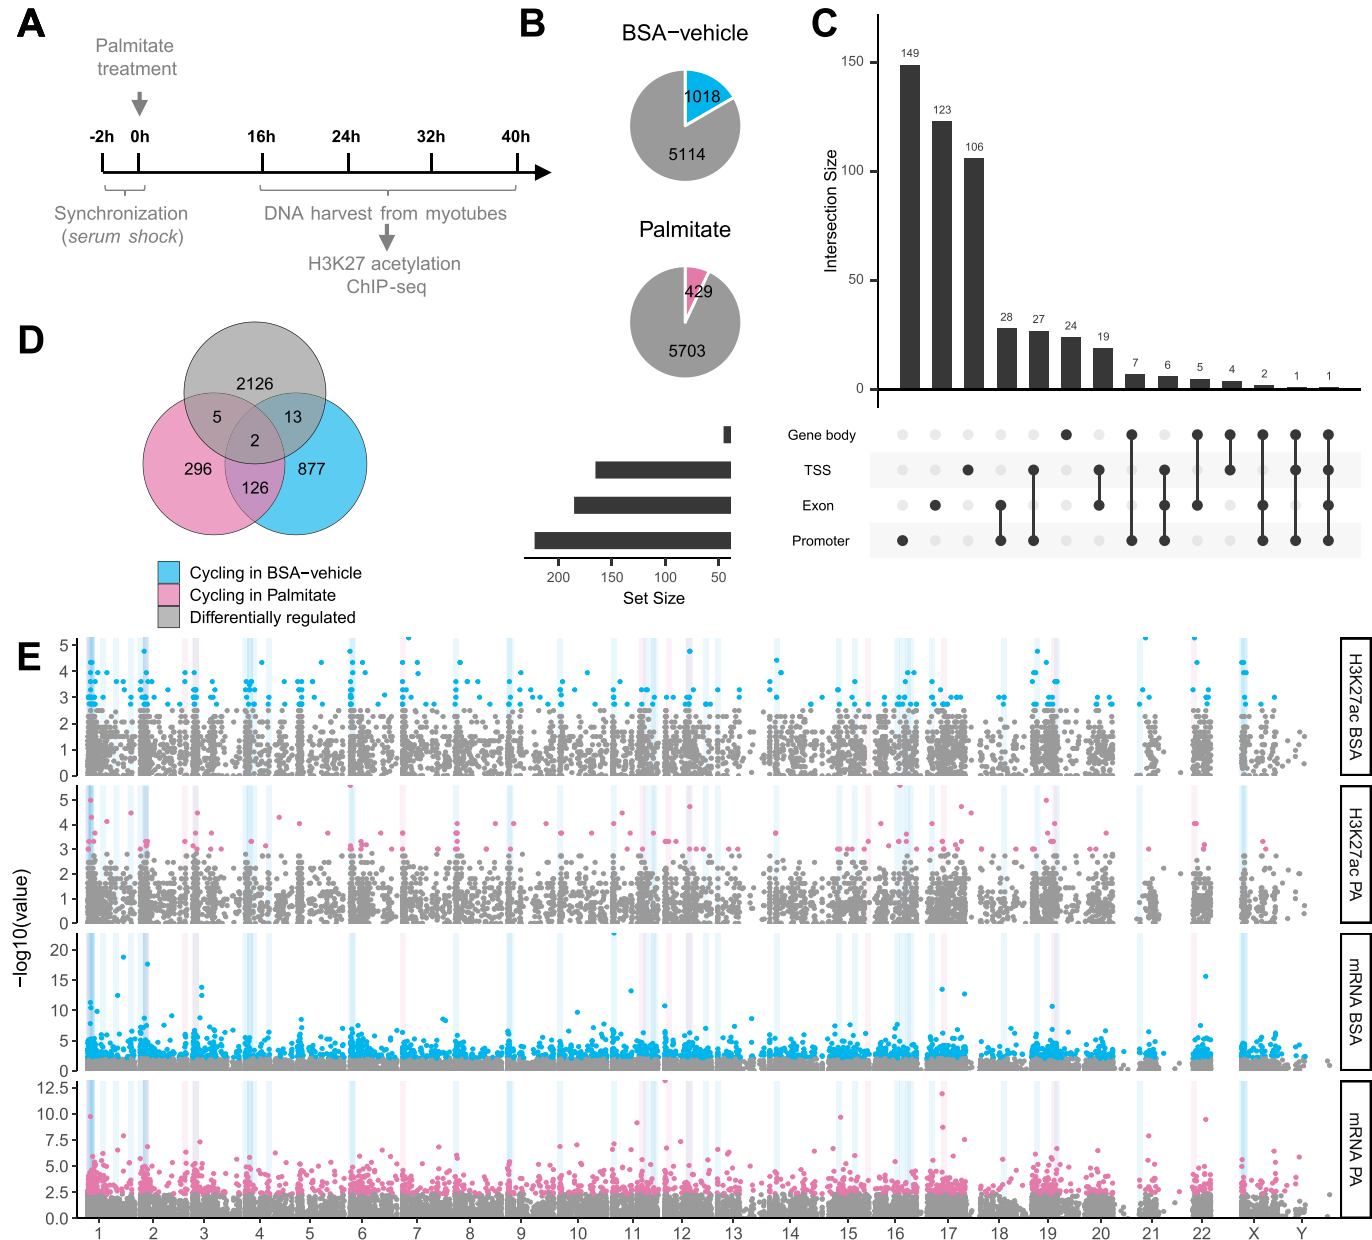 A
Palmitate
treatment
-2h 0h 16h 24h 32h 40h
Synchronization
(serum shock)
DNA harvest from myotubes
H3K27 acetylation
ChIP-seq
B
BSA−vehicle
1018
5114
Palmitate
429
5703
C
Intersection Size
150
100
50
0
149
123
106
28
27
24
19
7
6
5
4
2
1
1
Gene body
TSS
Exon
Promoter
200 150 100 50
Set Size
D
2126
5
13
2
296
877
126
Cycling in BSA−vehicle
Cycling in Palmitate
Differentially regulated
E
−log10(value)
5
4
3
2
1
0
H3K27ac BSA
5
4
3
2
1
0
H3K27ac PA
20
15
10
5
0
mRNA BSA
12.5
10.0
7.5
5.0
2.5
0.0
mRNA PA
1 2 3 4 5 6 7 8 9 10 11 12 13 14 15 16 17 18 19 20 21 22 X Y